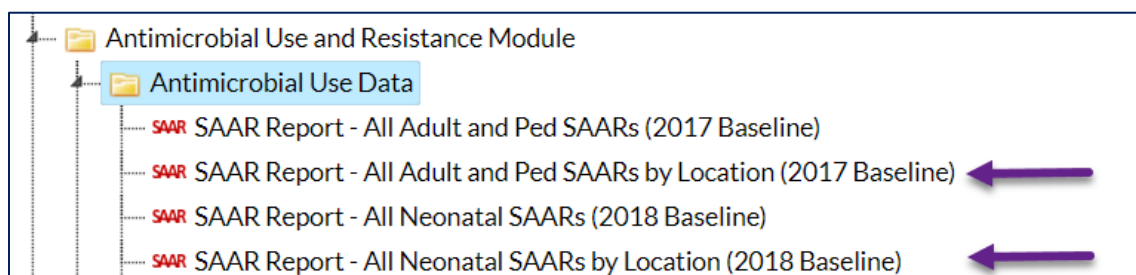 Antimicrobial Use and Resistance Module
Antimicrobial Use Data
SAAR SAAR Report - All Adult and Ped SAARs (2017 Baseline)
SAAR SAAR Report - All Adult and Ped SAARs by Location (2017 Baseline)
SAAR SAAR Report - All Neonatal SAARs (2018 Baseline)
SAAR SAAR Report - All Neonatal SAARs by Location (2018 Baseline)